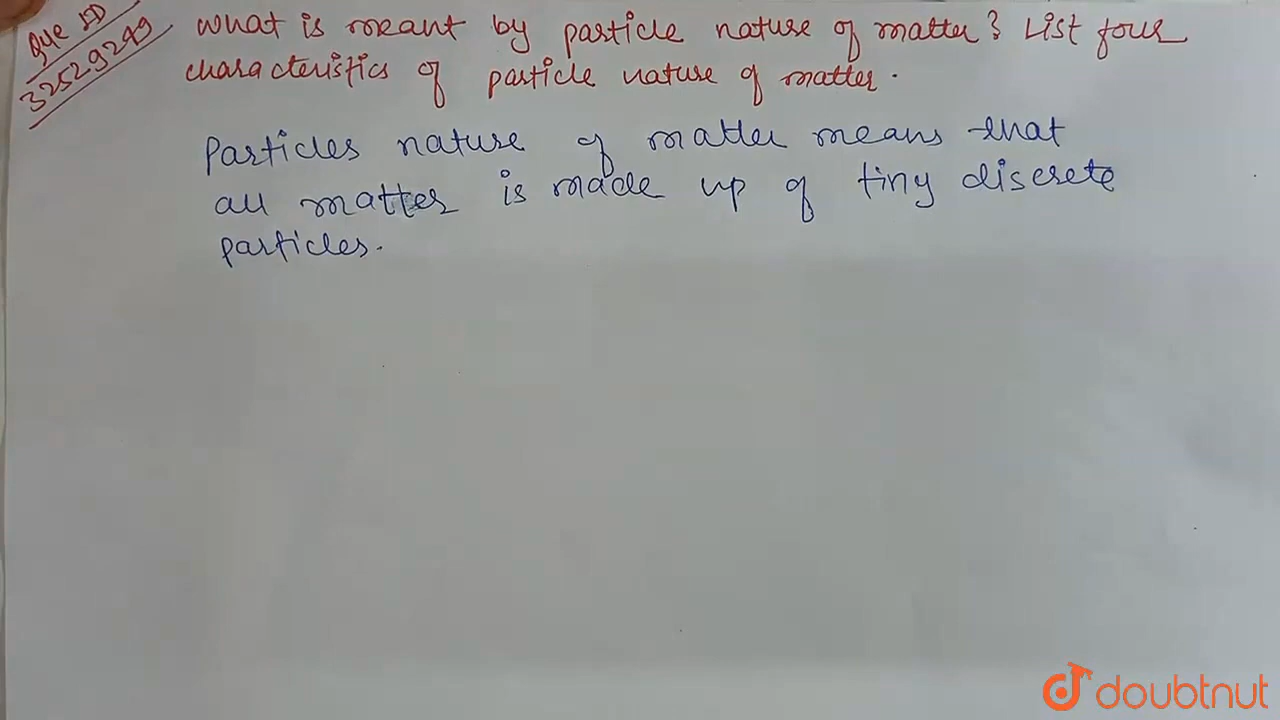 Que ID
32529249
What is meant by particle nature of matter? List four
characteristics of particle nature of matter.
Particles nature of matter means that
all matter is made up of tiny discrete
particles.
doubtnut